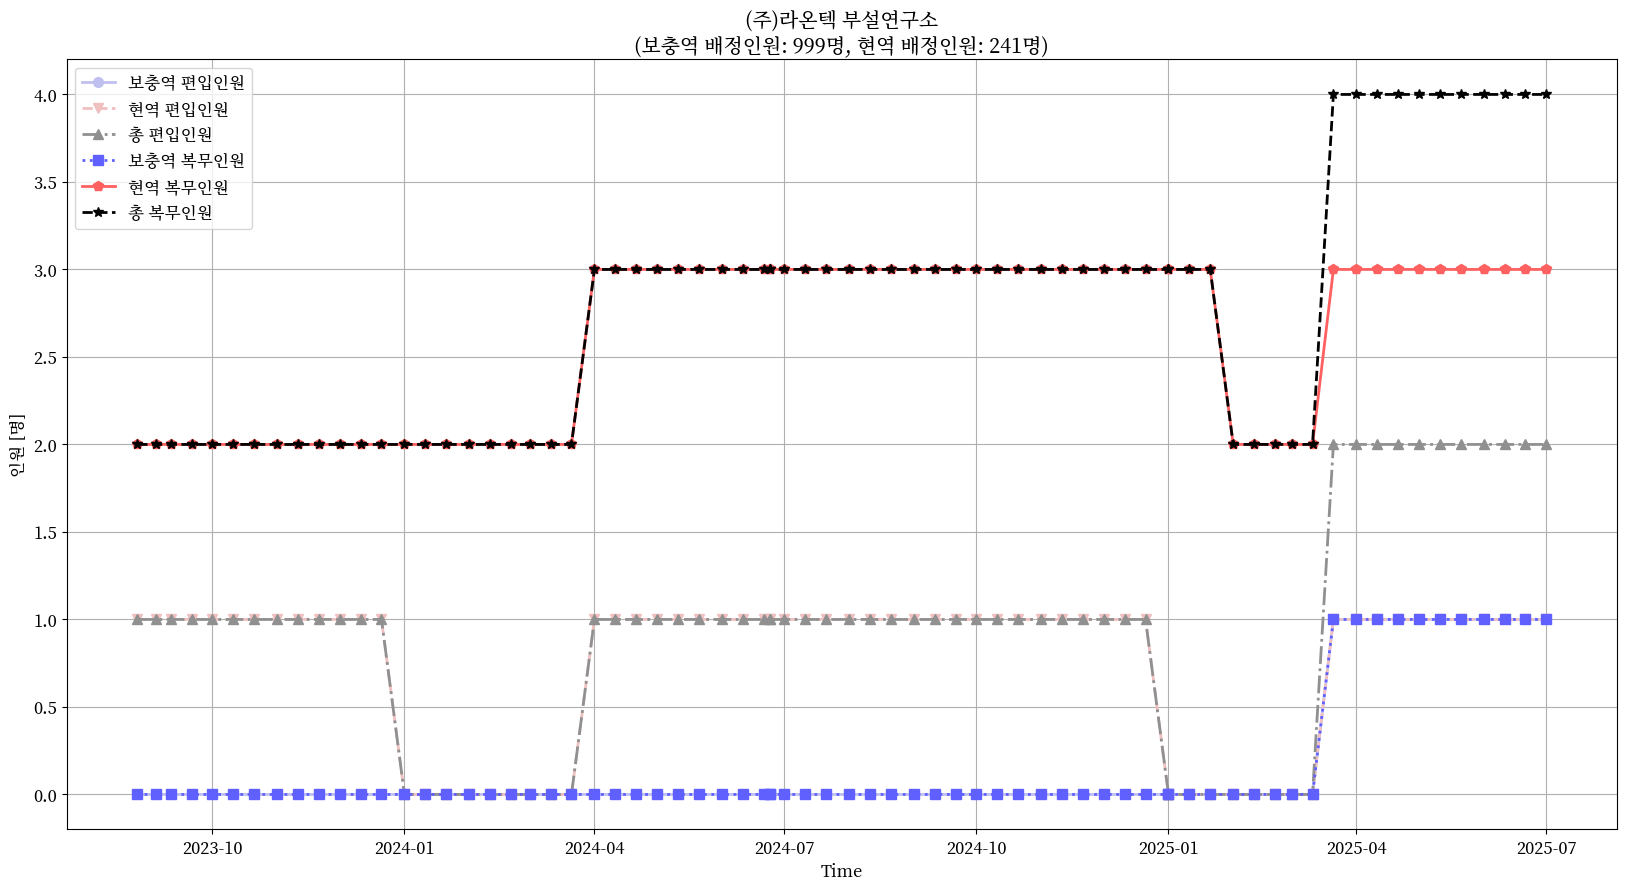 (주)라온텍 부설연구소
(보충역 배정인원: 999명, 현역 배정인원: 241명)
보충역 편입인원
현역 편입인원
총 편입인원
보충역 복무인원
현역 복무인원
총 복무인원
4.0
3.5
3.0
2.5
2.0
1.5
1.0
0.5
0.0
인원 [명]
2023-10
2024-01
2024-04
2024-07
2024-10
2025-01
2025-04
2025-07
Time